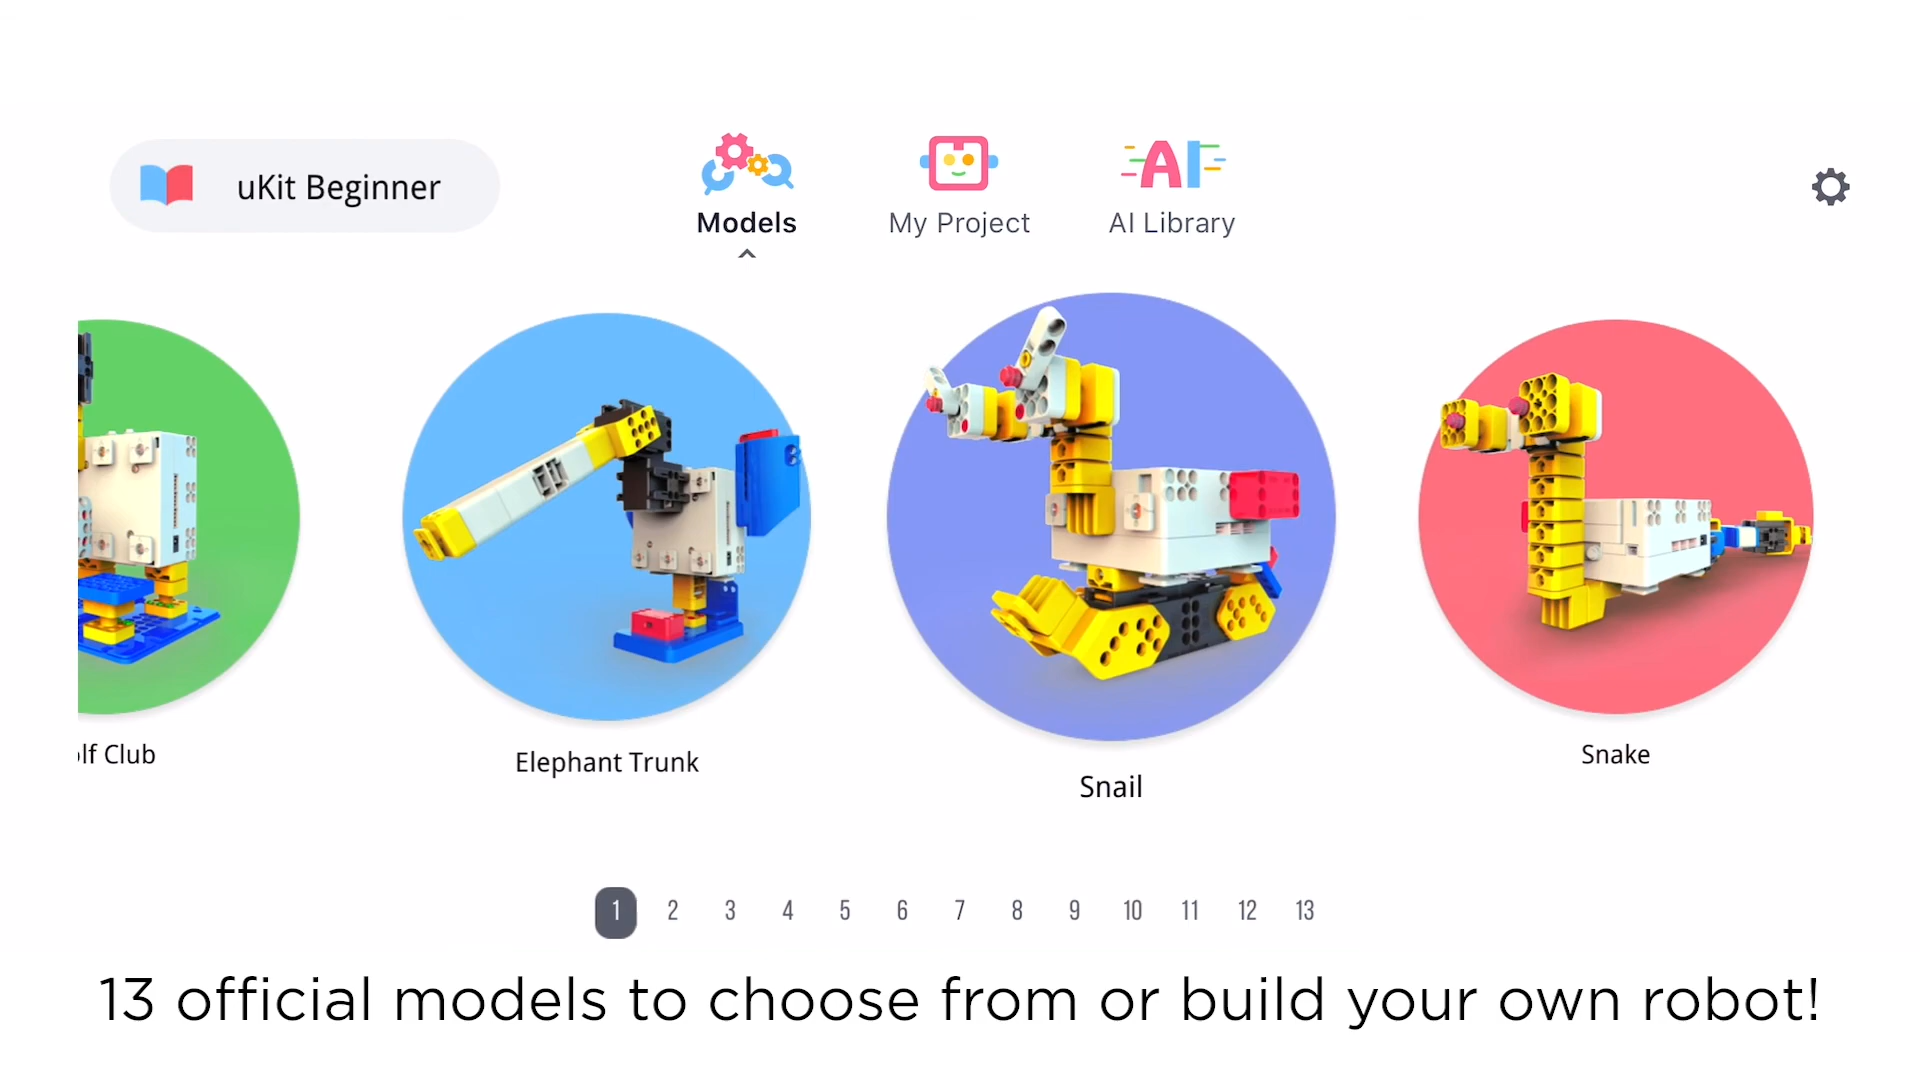 uKit Beginner
Models
My Project
AI
AI Library
lf Club
Elephant Trunk
Snail
Snake
1 2 3 4 5 6 7 8 9 10 11 12 13
13 official models to choose from or build your own robot!